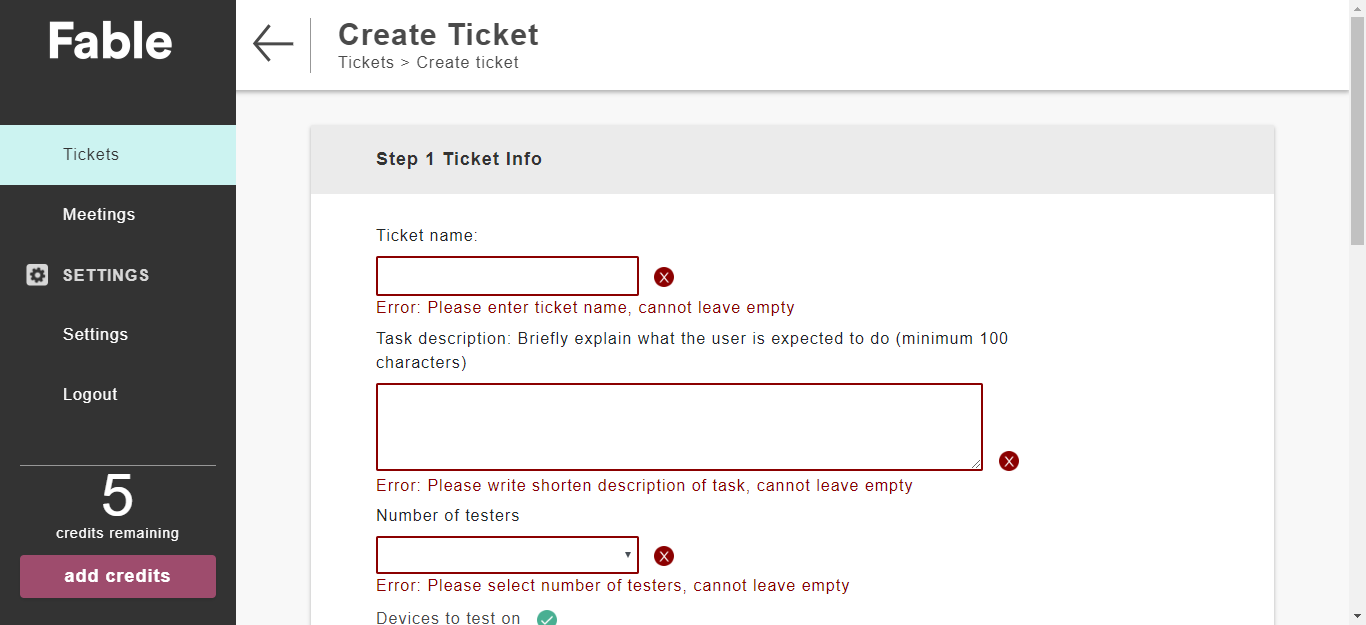 Fable
Tickets
Meetings
SETTINGS
Settings
Logout
5
credits remaining
add credits
Create Ticket
Tickets > Create ticket
Step 1 Ticket Info
Ticket name:
Error: Please enter ticket name, cannot leave empty
Task description: Briefly explain what the user is expected to do (minimum 100
characters)
Error: Please write shorten description of task, cannot leave empty
Number of testers
Error: Please select number of testers, cannot leave empty
Devices to test on